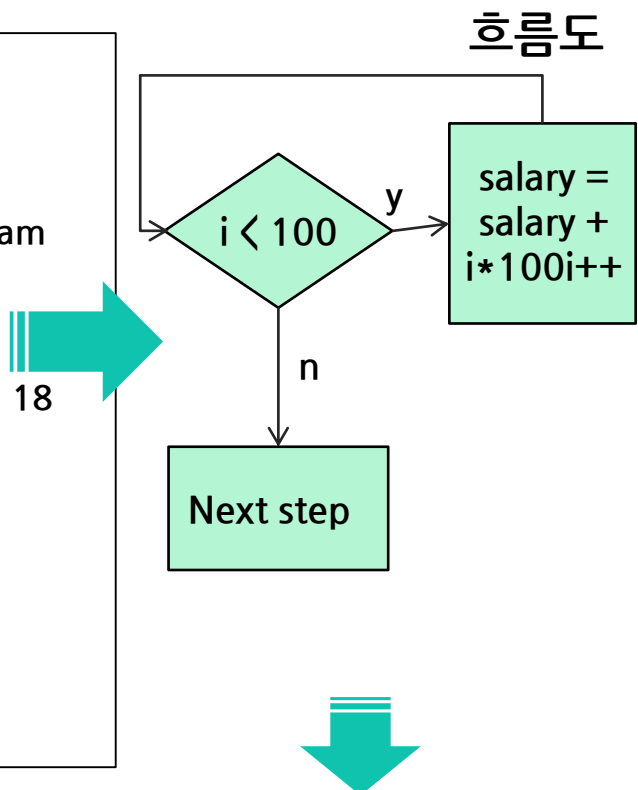 흐름도
am
18
i < 100
y
salary =
salary +
i*100i++
n
Next step